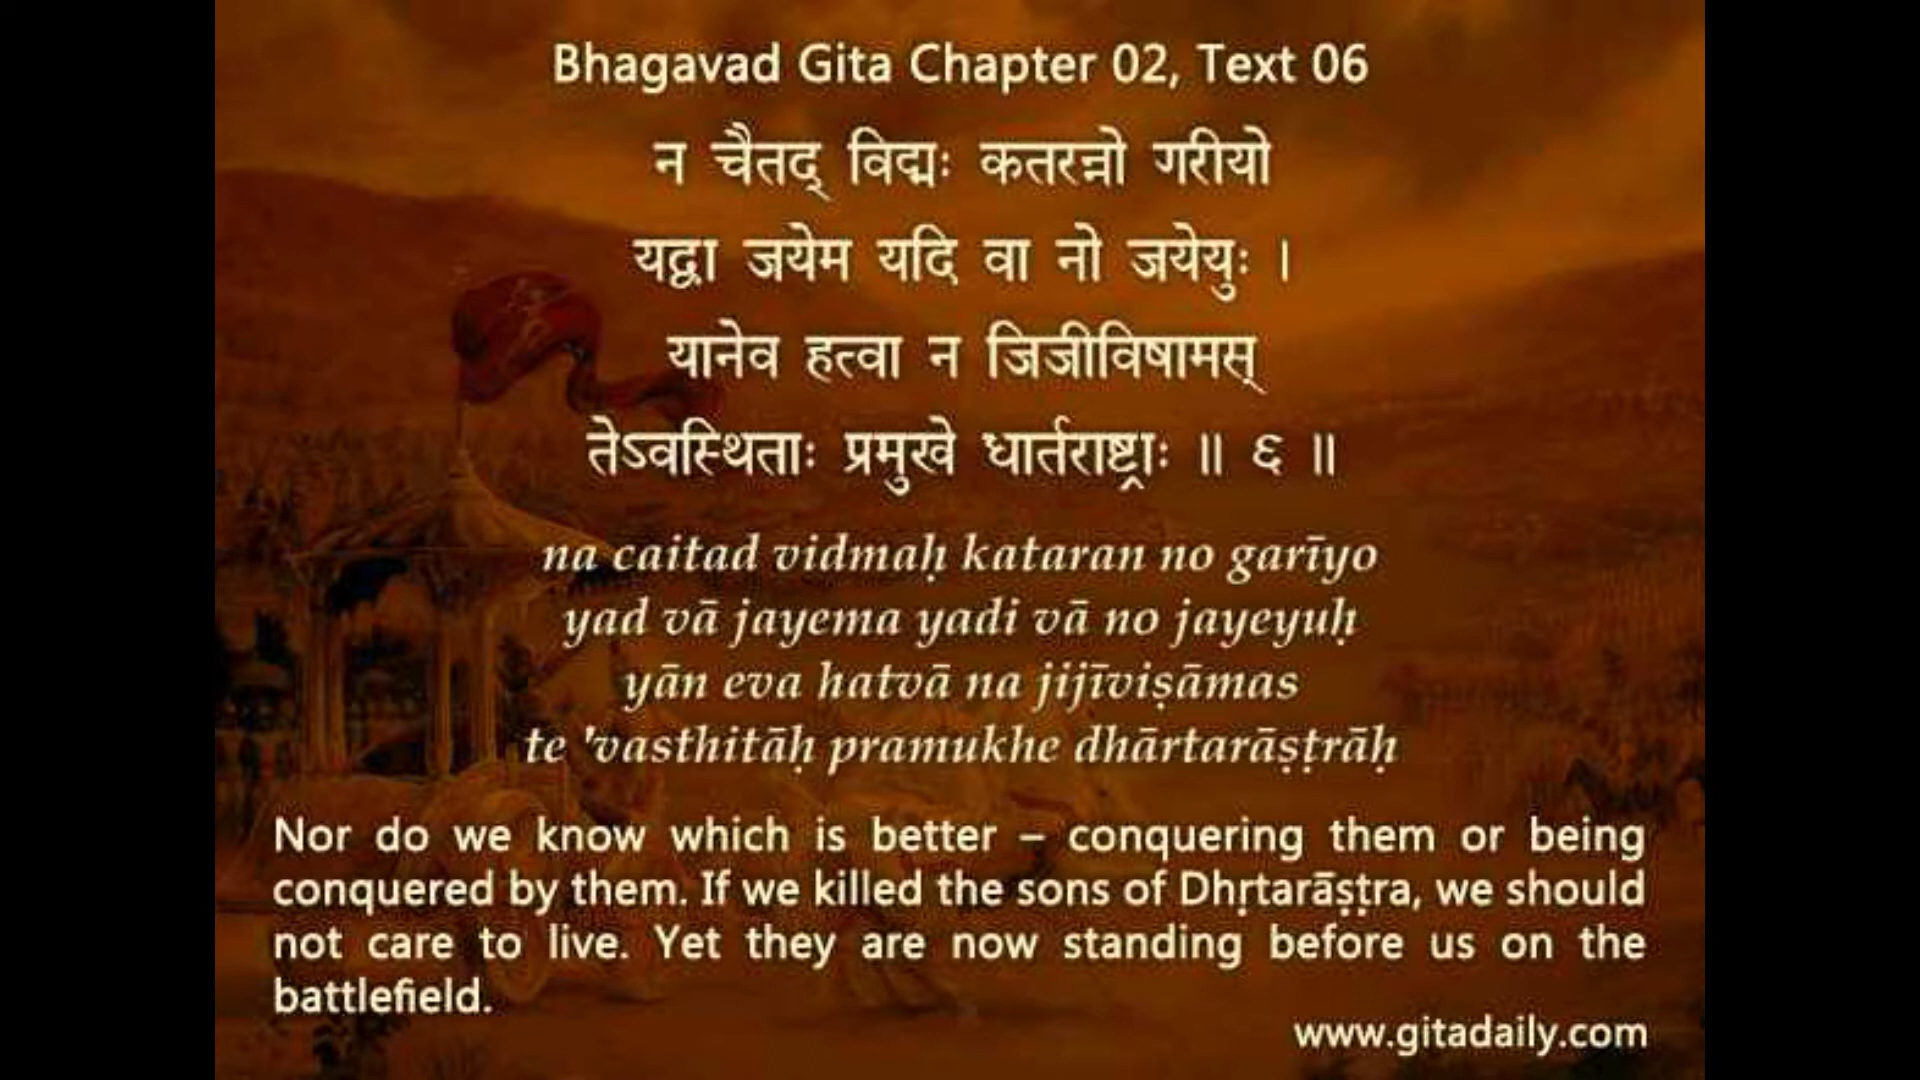 Bhagavad Gita Chapter 02, Text 06
न चैतद् विद्मः कतरन्नो गरीयो
यद्वा जयेम यदि वा नो जयेयुः ।
यानेव हत्वा न जिजीविषामस्
तेऽवस्थिताः प्रमुखे धार्तराष्ट्राः ॥ ६ ॥
na caitad vidmaḥ kataran no garīyo
yad vā jayema yadi vā no jayeyuḥ
yān eva hatvā na jijīviṣāmas
te 'vasthitāḥ pramukhe dhārtarāṣṭrāḥ
Nor do we know which is better – conquering them or being
conquered by them. If we killed the sons of Dhṛtarāṣṭra, we should
not care to live. Yet they are now standing before us on the
battlefield.
www.gitadaily.com